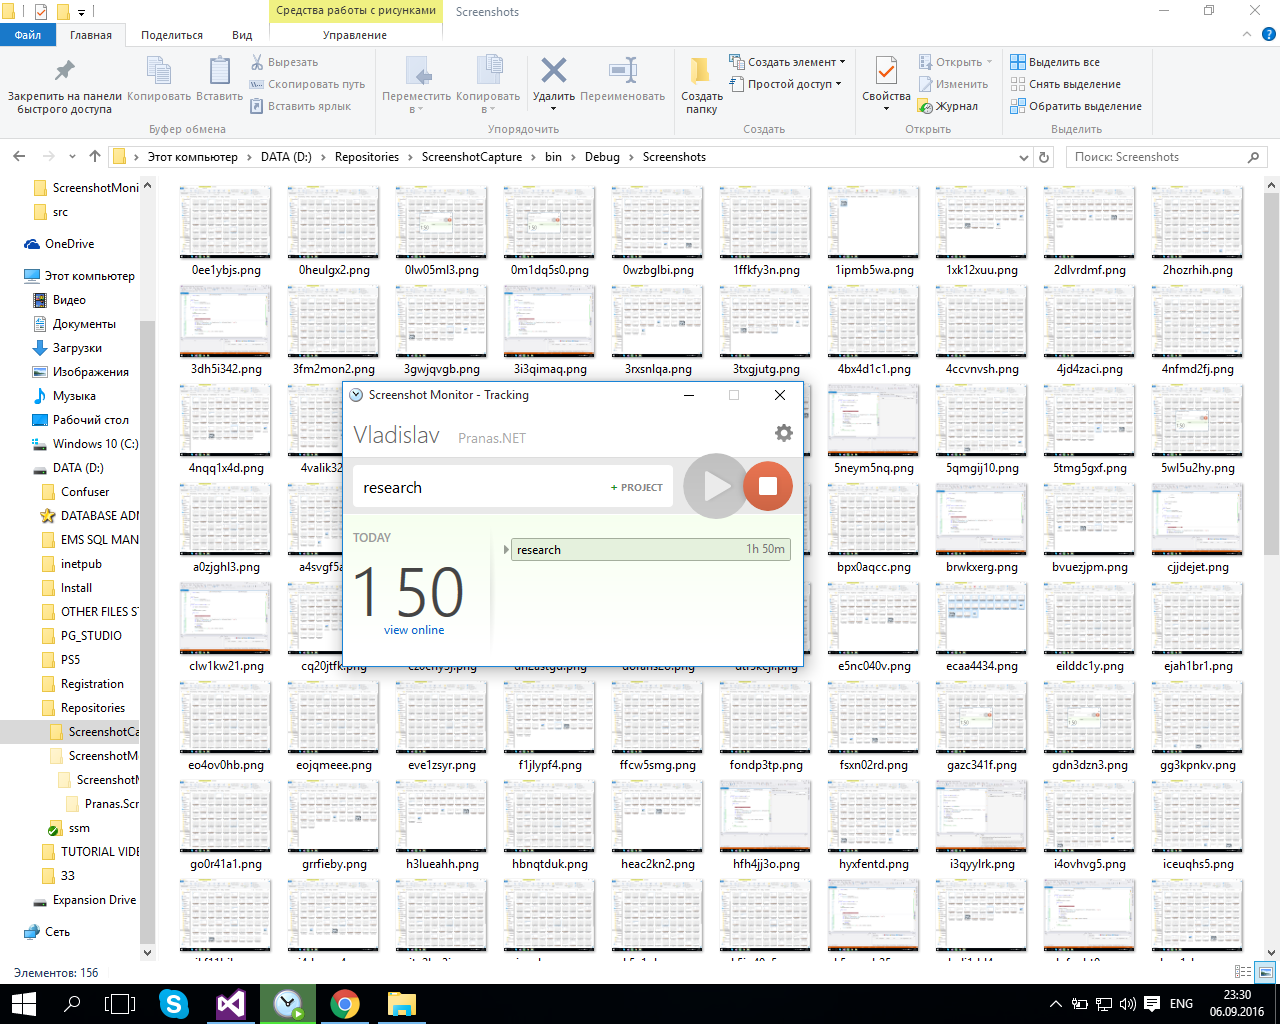 Средства работы с рисунками
Screenshots
Файл
Главная
Поделиться
Вид
Управление
Закрепить на панели быстрого доступа
Копировать
Вставить
Вырезать
Скопировать путь
Вставить ярлык
Переместить в
Копировать в
Удалить
Переименовать
Создать папку
Создать элемент
Простой доступ
Свойства
Открыть
Изменить
Журнал
Выделить все
Снять выделение
Обратить выделение
Буфер обмена
Упорядочить
Создать
Открыть
Выделить
Этот компьютер
DATA (D:)
Repositories
ScreenshotCapture
bin
Debug
Screenshots
Поиск: Screenshots
ScreenshotMoni
src
OneDrive
Этот компьютер
Видео
Документы
Загрузки
Изображения
Музыка
Рабочий стол
Windows 10 (C:)
DATA (D:)
Confuser
DATABASE ADM
EMS SQL MAN
inetpub
Install
OTHER FILES ST
PG_STUDIO
PS5
Registration
Repositories
ScreenshotCa
ScreenshotM
ScreenshotM
Pranas.Scr
ssm
TUTORIAL VIDE
33
Expansion Drive
Сеть
0ee1ybjs.png 0heulgx2.png 0lw05ml3.png 0m1dq5s0.png 0wzbglbi.png 1ffkfy3n.png 1ipmb5wa.png 1xk12xuu.png 2dlvrdmf.png 2hozrhih.png
3dh5i342.png 3fm2mon2.png 3gwjqvgb.png 3i3qimaq.png 3rxsnlqa.png 3txgjutg.png 4bx4d1c1.png 4ccvnvsh.png 4jd4zaci.png 4nfmd2fj.png
4nqq1x4d.png 4valik32 5neym5nq.png 5qmgij10.png 5tmg5gxf.png 5wl5u2hy.png
a0zjghl3.png a4svgf5a bpx0aqcc.png brwkxerg.png bvuezjpm.png cjjdejet.png
clw1kw21.png cq20jtfk.png e5nc040v.png ecaa4434.png eilddc1y.png ejah1br1.png
eo4ov0hb.png eojqmeee.png eve1zsyr.png f1jlypf4.png ffcw5smg.png fondp3tp.png fsxn02rd.png gazc341f.png gdn3dzn3.png gg3kpnkv.png
go0r41a1.png grrfieby.png h3lueahh.png hbnqtduk.png heac2kn2.png hfh4jj3o.png hyxfentd.png i3qyylrk.png i4ovhvg5.png iceuqhs5.png
Screenshot Monitor - Tracking
Vladislav Pranas.NET
research + PROJECT
TODAY
1 50
view online
research 1h 50m
Элементов: 156
ENG
23:30
06.09.2016